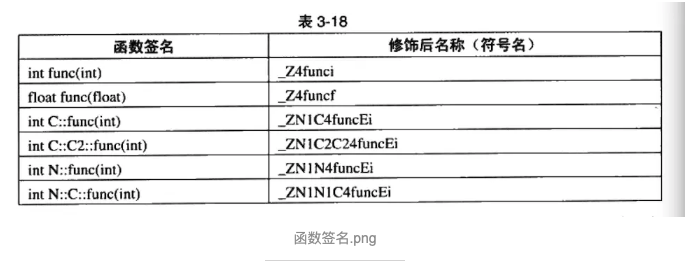 表 3-18
函数签名 修饰后名称（符号名）
int func(int) _Z4funci
float func(float) _Z4funcf
int C::func(int) _ZN1C4funcEi
int C::C2::func(int) _ZN1C2C24funcEi
int N::func(int) _ZN1N4funcEi
int N::C::func(int) _ZN1N1C4funcEi
函数签名.png